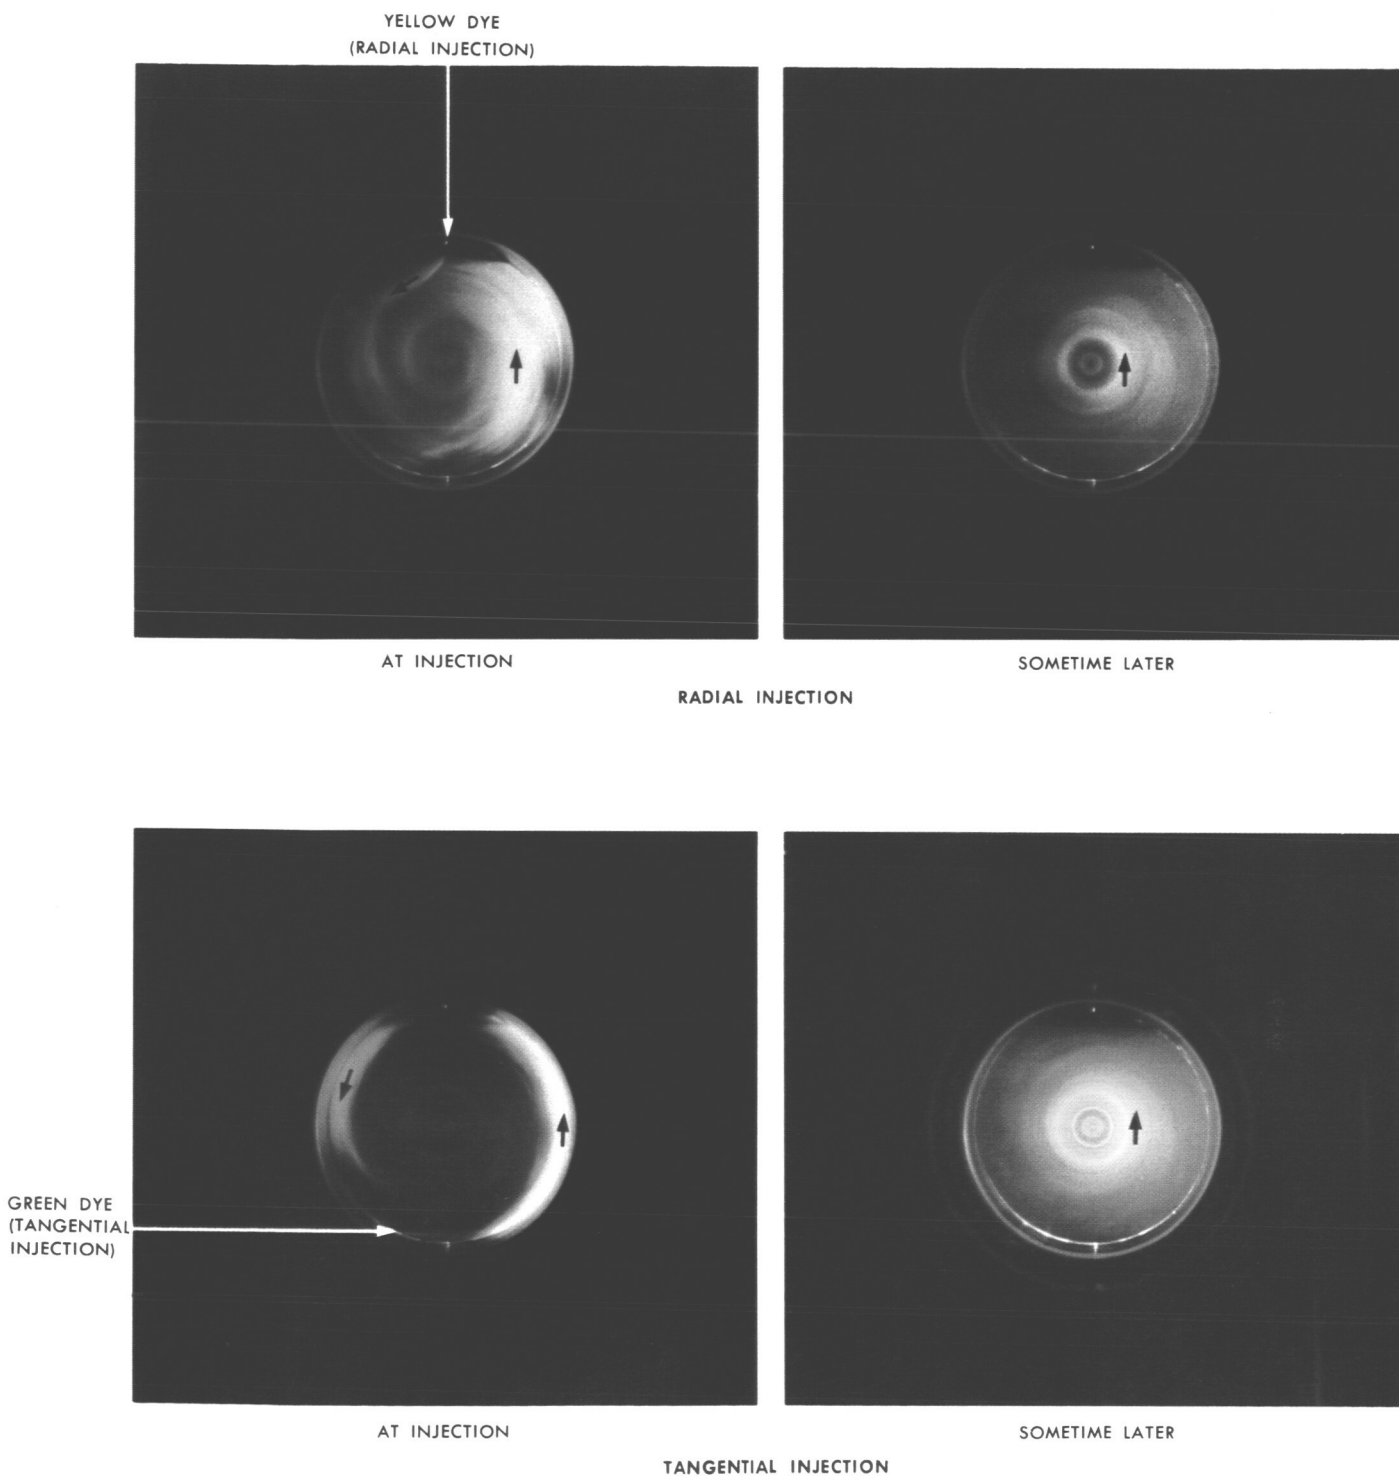 YELLOW DYE
(RADIAL INJECTION)
AT INJECTION
SOMETIME LATER
RADIAL INJECTION
GREEN DYE
(TANGENTIAL
INJECTION)
AT INJECTION
SOMETIME LATER
TANGENTIAL INJECTION